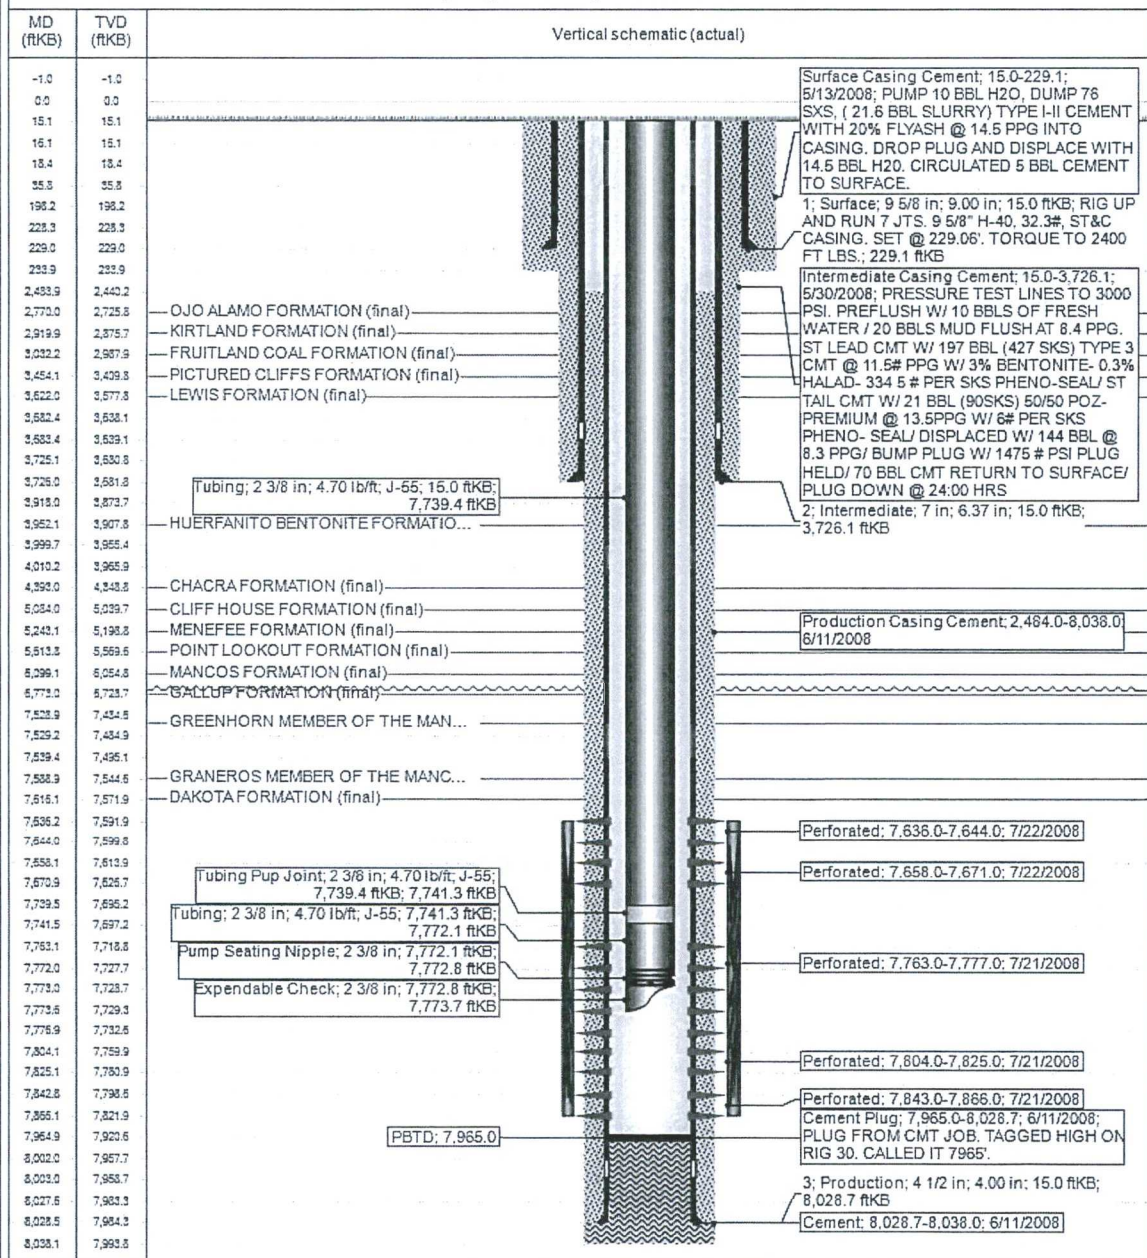 MD
(ftKB)
TVD
(ftKB)
Vertical schematic (actual)
-1.0 -1.0
0.0 0.0
15.1 15.1
16.1 16.1
18.4 18.4
35.8 35.8
196.2 196.2
228.3 228.3
229.0 229.0
233.9 233.9
2,483.9 2,440.2
2,770.0 2,725.8
2,919.9 2,875.7
3,032.2 2,987.9
3,454.1 3,409.8
3,622.0 3,577.8
3,682.4 3,638.1
3,683.4 3,639.1
3,725.1 3,680.8
3,726.0 3,681.8
3,918.0 3,873.7
3,952.1 3,907.8
3,999.7 3,955.4
4,010.2 3,965.9
4,393.0 4,348.8
5,084.0 5,039.7
5,243.1 5,198.8
5,613.8 5,569.6
6,099.1 6,054.8
6,773.0 6,728.7
7,528.9 7,484.6
7,529.2 7,484.9
7,539.4 7,495.1
7,588.9 7,544.6
7,616.1 7,571.9
7,636.2 7,591.9
7,644.0 7,599.8
7,658.1 7,613.9
7,670.9 7,626.7
7,739.5 7,695.2
7,741.5 7,697.2
7,763.1 7,718.8
7,772.0 7,727.7
7,773.0 7,728.7
7,773.6 7,729.3
7,776.9 7,732.6
7,804.1 7,759.9
7,825.1 7,780.9
7,842.8 7,798.6
7,866.1 7,821.9
7,964.9 7,920.6
8,002.0 7,957.7
8,003.0 7,958.7
8,027.6 7,983.3
8,028.5 7,984.3
8,038.1 7,993.8
OJO ALAMO FORMATION (final)
KIRTLAND FORMATION (final)
FRUITLAND COAL FORMATION (final)
PICTURED CLIFFS FORMATION (final)
LEWIS FORMATION (final)
Tubing; 2 3/8 in; 4.70 lb/ft; J-55; 15.0 ftKB;
7,739.4 ftKB
HUERFANITO BENTONITE FORMATIO...
CHACRA FORMATION (final)
CLIFF HOUSE FORMATION (final)
MENEFEE FORMATION (final)
POINT LOOKOUT FORMATION (final)
MANCOS FORMATION (final)
GALLUP FORMATION (final)
GREENHORN MEMBER OF THE MAN...
GRANEROS MEMBER OF THE MANC...
DAKOTA FORMATION (final)
Tubing Pup Joint; 2 3/8 in; 4.70 lb/ft; J-55;
7,739.4 ftKB; 7,741.3 ftKB
Tubing; 2 3/8 in; 4.70 lb/ft; J-55; 7,741.3 ftKB;
7,772.1 ftKB
Pump Seating Nipple; 2 3/8 in; 7,772.1 ftKB;
7,772.8 ftKB
Expendable Check; 2 3/8 in; 7,772.8 ftKB;
7,773.7 ftKB
PBTD; 7,965.0
Surface Casing Cement; 15.0-229.1;
5/13/2008; PUMP 10 BBL H2O, DUMP 76
SXS, ( 21.6 BBL SLURRY) TYPE I-II CEMENT
WITH 20% FLYASH @ 14.5 PPG INTO
CASING. DROP PLUG AND DISPLACE WITH
14.5 BBL H20. CIRCULATED 5 BBL CEMENT
TO SURFACE.
1; Surface; 9 5/8 in; 9.00 in; 15.0 ftKB; RIG UP
AND RUN 7 JTS. 9 5/8" H-40, 32.3#, ST&C
CASING. SET @ 229.06'. TORQUE TO 2400
FT LBS.; 229.1 ftKB
Intermediate Casing Cement; 15.0-3,726.1;
5/30/2008; PRESSURE TEST LINES TO 3000
PSI. PREFLUSH W/ 10 BBLS OF FRESH
WATER / 20 BBLS MUD FLUSH AT 8.4 PPG.
ST LEAD CMT W/ 197 BBL (427 SKS) TYPE 3
CMT @ 11.5# PPG W/ 3% BENTONITE- 0.3%
HALAD- 334 5 # PER SKS PHENO-SEAL/ ST
TAIL CMT W/ 21 BBL (90SKS) 50/50 POZ-
PREMIUM @ 13.5PPG W/ 6# PER SKS
PHENO- SEAL/ DISPLACED W/ 144 BBL @
8.3 PPG/ BUMP PLUG W/ 1475 # PSI PLUG
HELD/ 70 BBL CMT RETURN TO SURFACE/
PLUG DOWN @ 24:00 HRS
2; Intermediate; 7 in; 6.37 in; 15.0 ftKB;
3,726.1 ftKB
Production Casing Cement; 2,484.0-8,038.0;
6/11/2008
Perforated; 7,636.0-7,644.0; 7/22/2008
Perforated; 7,658.0-7,671.0; 7/22/2008
Perforated; 7,763.0-7,777.0; 7/21/2008
Perforated; 7,804.0-7,825.0; 7/21/2008
Perforated; 7,843.0-7,866.0; 7/21/2008
Cement Plug; 7,965.0-8,028.7; 6/11/2008;
PLUG FROM CMT JOB. TAGGED HIGH ON
RIG 30. CALLED IT 7965'.
3; Production; 4 1/2 in; 4.00 in; 15.0 ftKB;
8,028.7 ftKB
Cement; 8,028.7-8,038.0; 6/11/2008